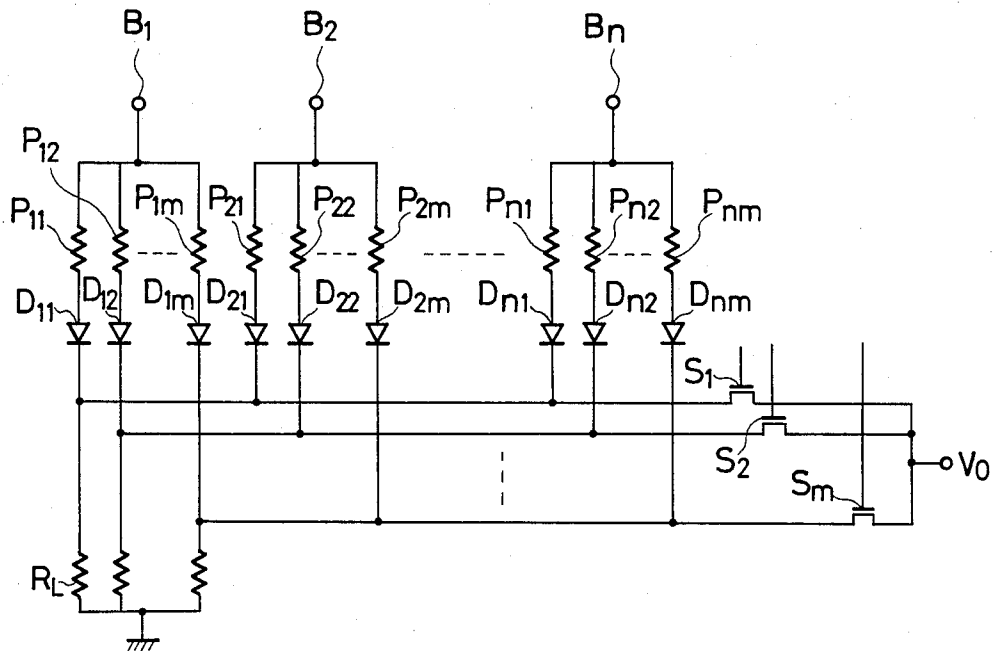 B₁ B₂ Bn
P₁₂
P₁₁ P₁m P₂₁ P₂₂ P₂m Pn₁ Pn₂ Pnm
D₁₁ D₁₂ D₁m D₂₁ D₂₂ D₂m Dn₁ Dn₂ Dnm
S₁
S₂ V₀
Sm
R_L